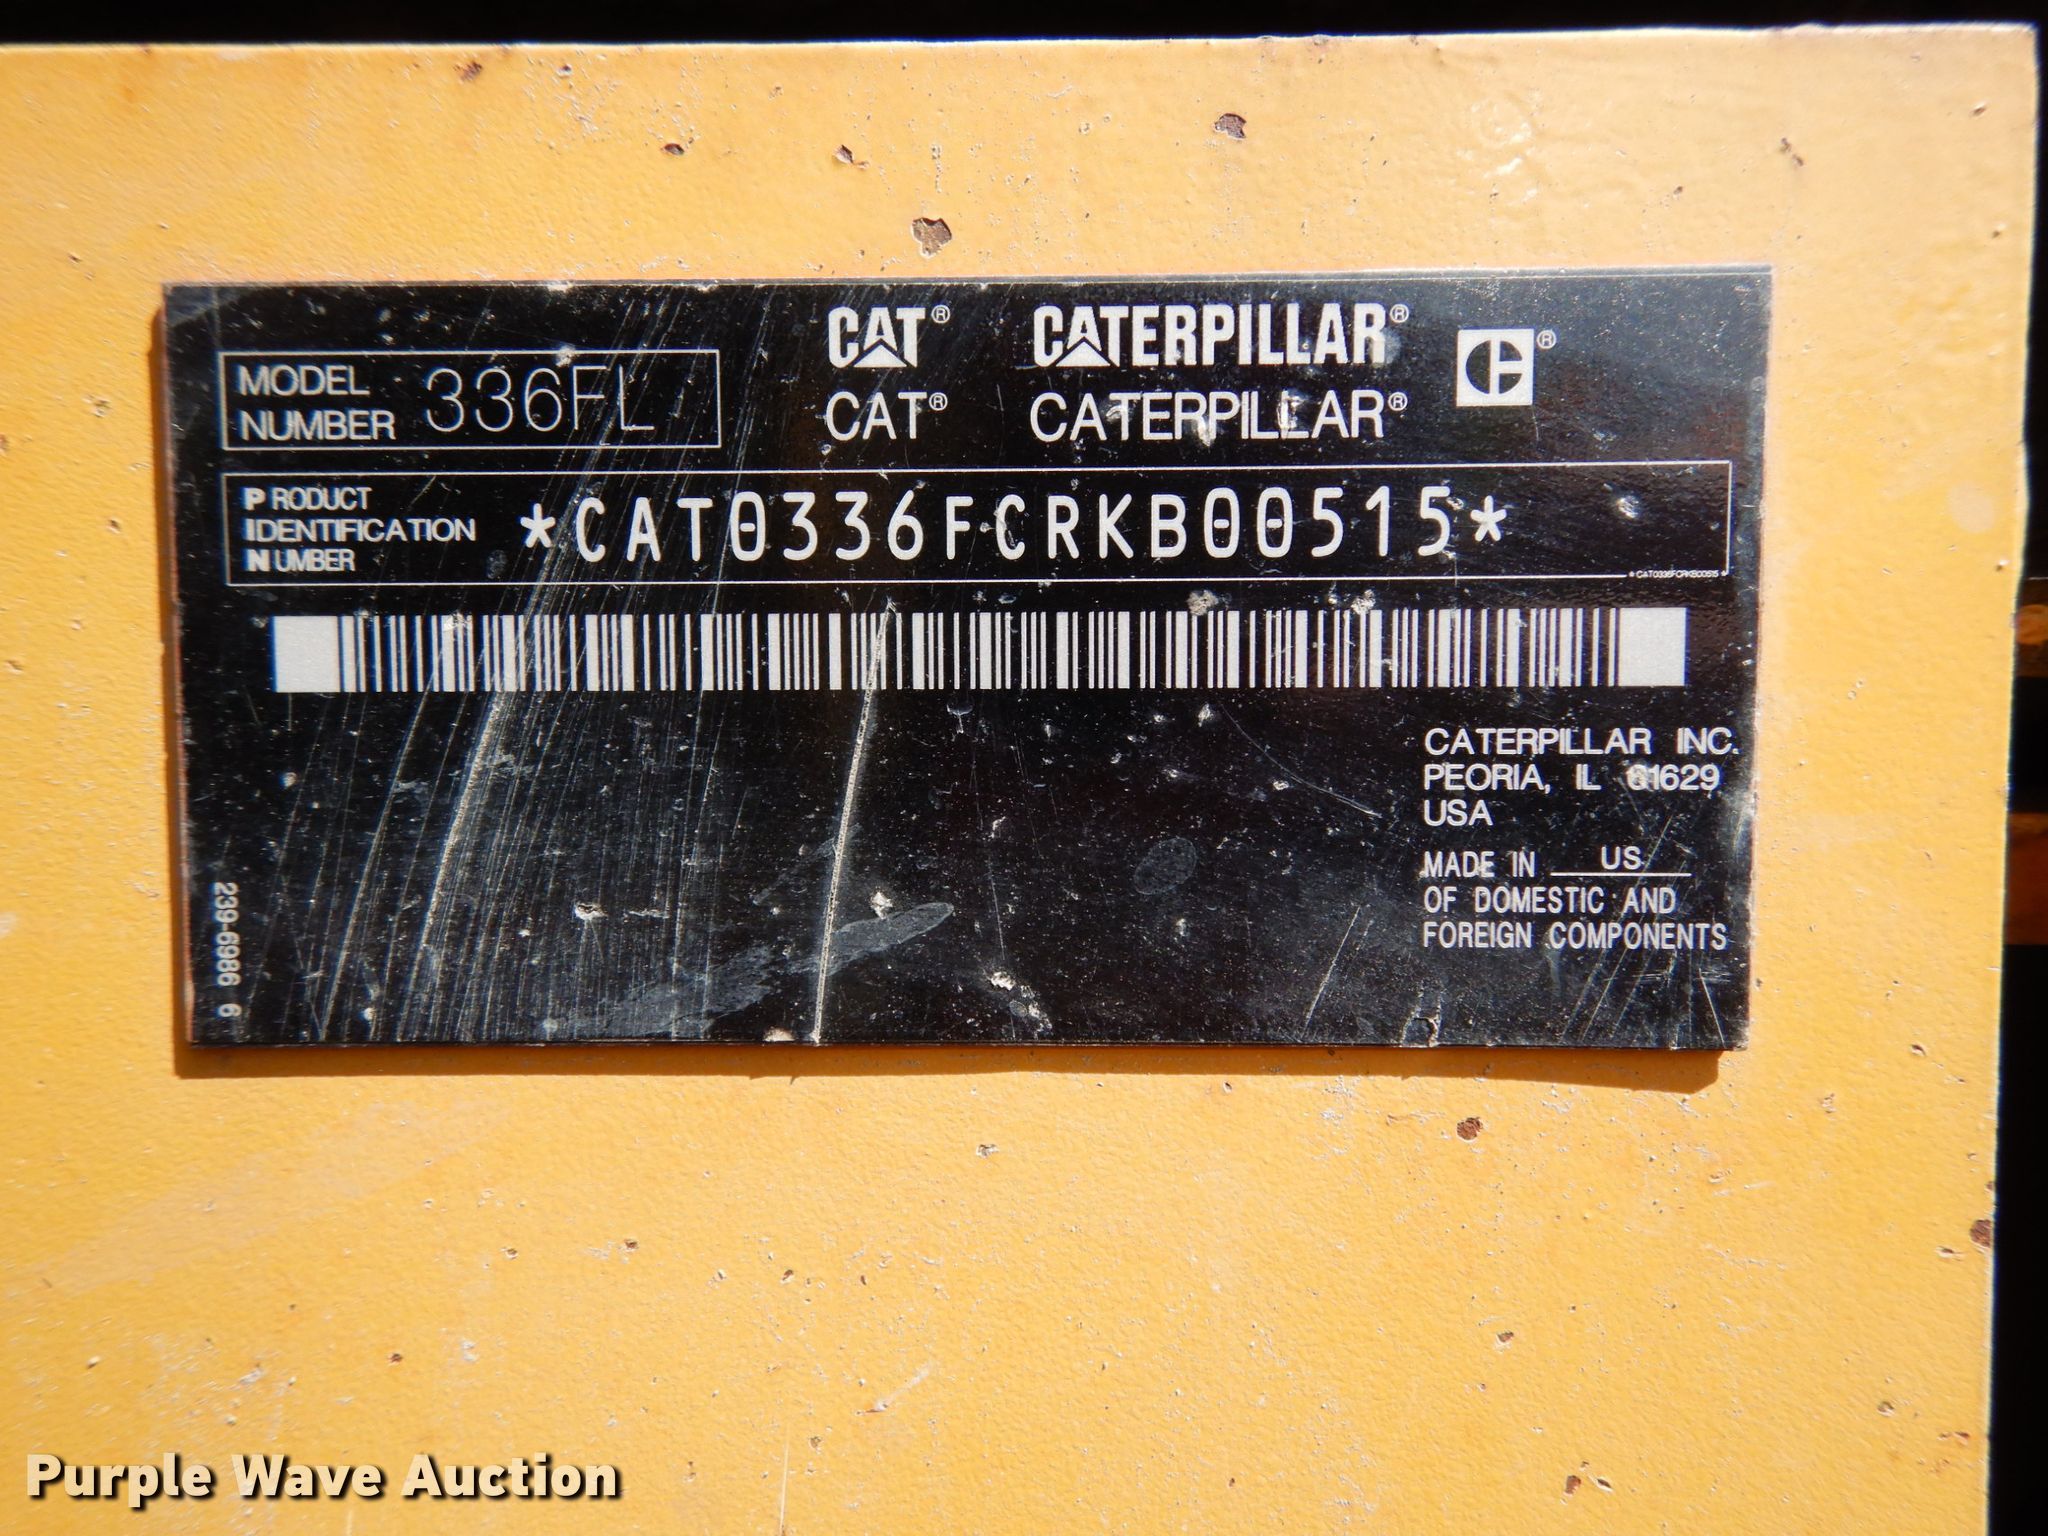 MODEL NUMBER 336FL
CAT® CATERPILLAR® C®
CAT® CATERPILLAR®
PRODUCT
IDENTIFICATION
NUMBER
*CAT0336FCRKB00515*
*CAT0336FCRKB00515*
CATERPILLAR INC.
PEORIA, IL 61629
USA
MADE IN US
OF DOMESTIC AND
FOREIGN COMPONENTS
239-6986 6
Purple Wave Auction